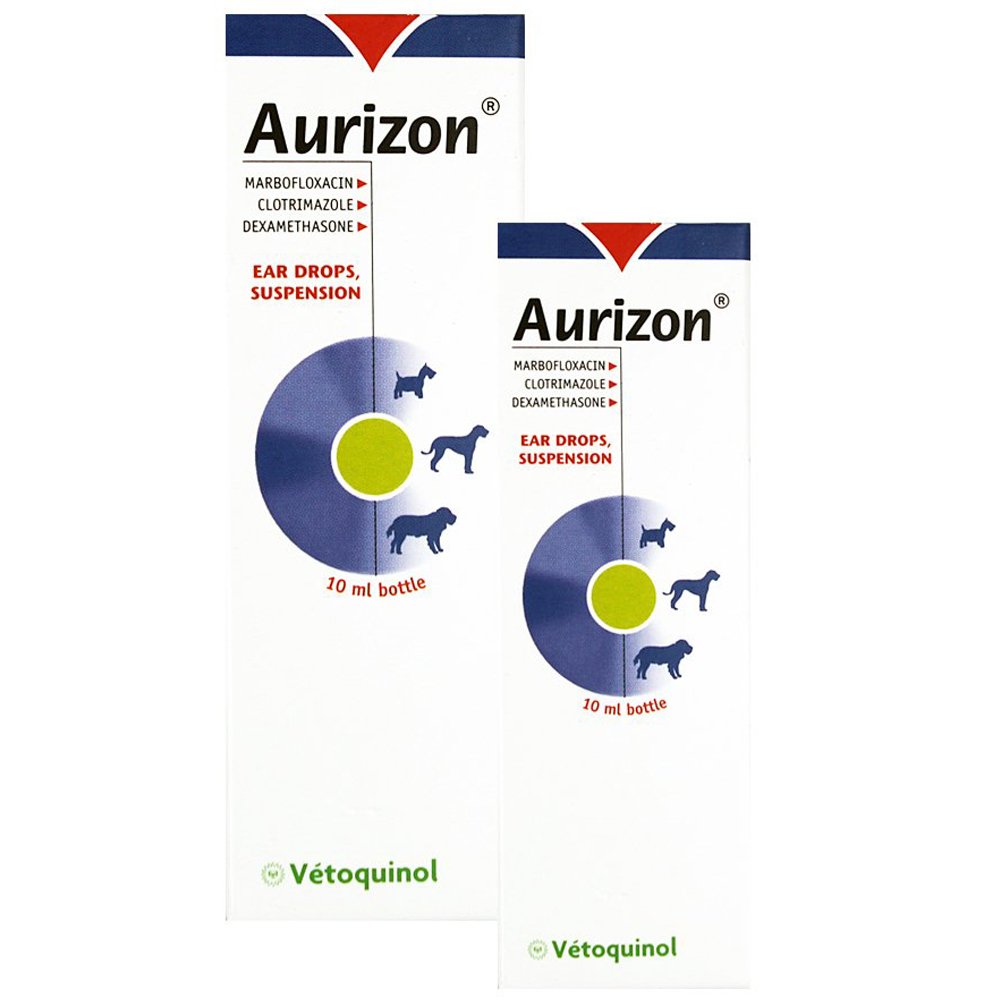 Aurizon®
MARBOFLOXACIN
CLOTRIMAZOLE
DEXAMETHASONE
EAR DROPS,
SUSPENSION
10 ml bottle
Vétoquinol
Aurizon®
MARBOFLOXACIN
CLOTRIMAZOLE
DEXAMETHASONE
EAR DROPS,
SUSPENSION
10 ml bottle
Vétoquinol